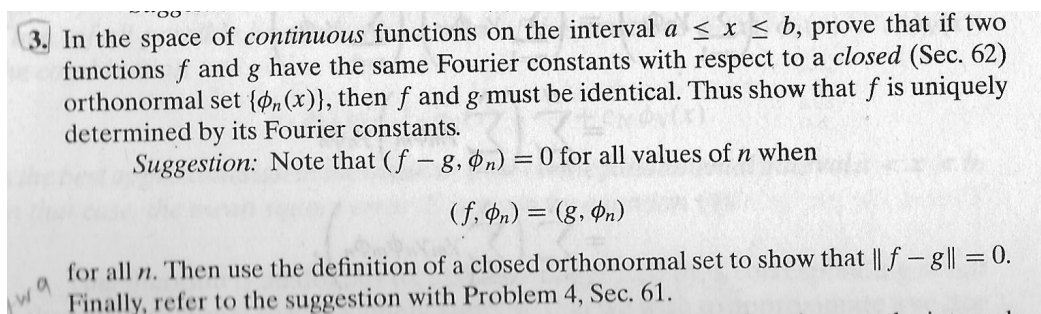 3. In the space of continuous functions on the interval a ≤ x ≤ b, prove that if two
functions f and g have the same Fourier constants with respect to a closed (Sec. 62)
orthonormal set {ϕₙ(x)}, then f and g must be identical. Thus show that f is uniquely
determined by its Fourier constants.
Suggestion: Note that (f − g, ϕₙ) = 0 for all values of n when
(f, ϕₙ) = (g, ϕₙ)
for all n. Then use the definition of a closed orthonormal set to show that ‖f − g‖ = 0.
Finally, refer to the suggestion with Problem 4, Sec. 61.